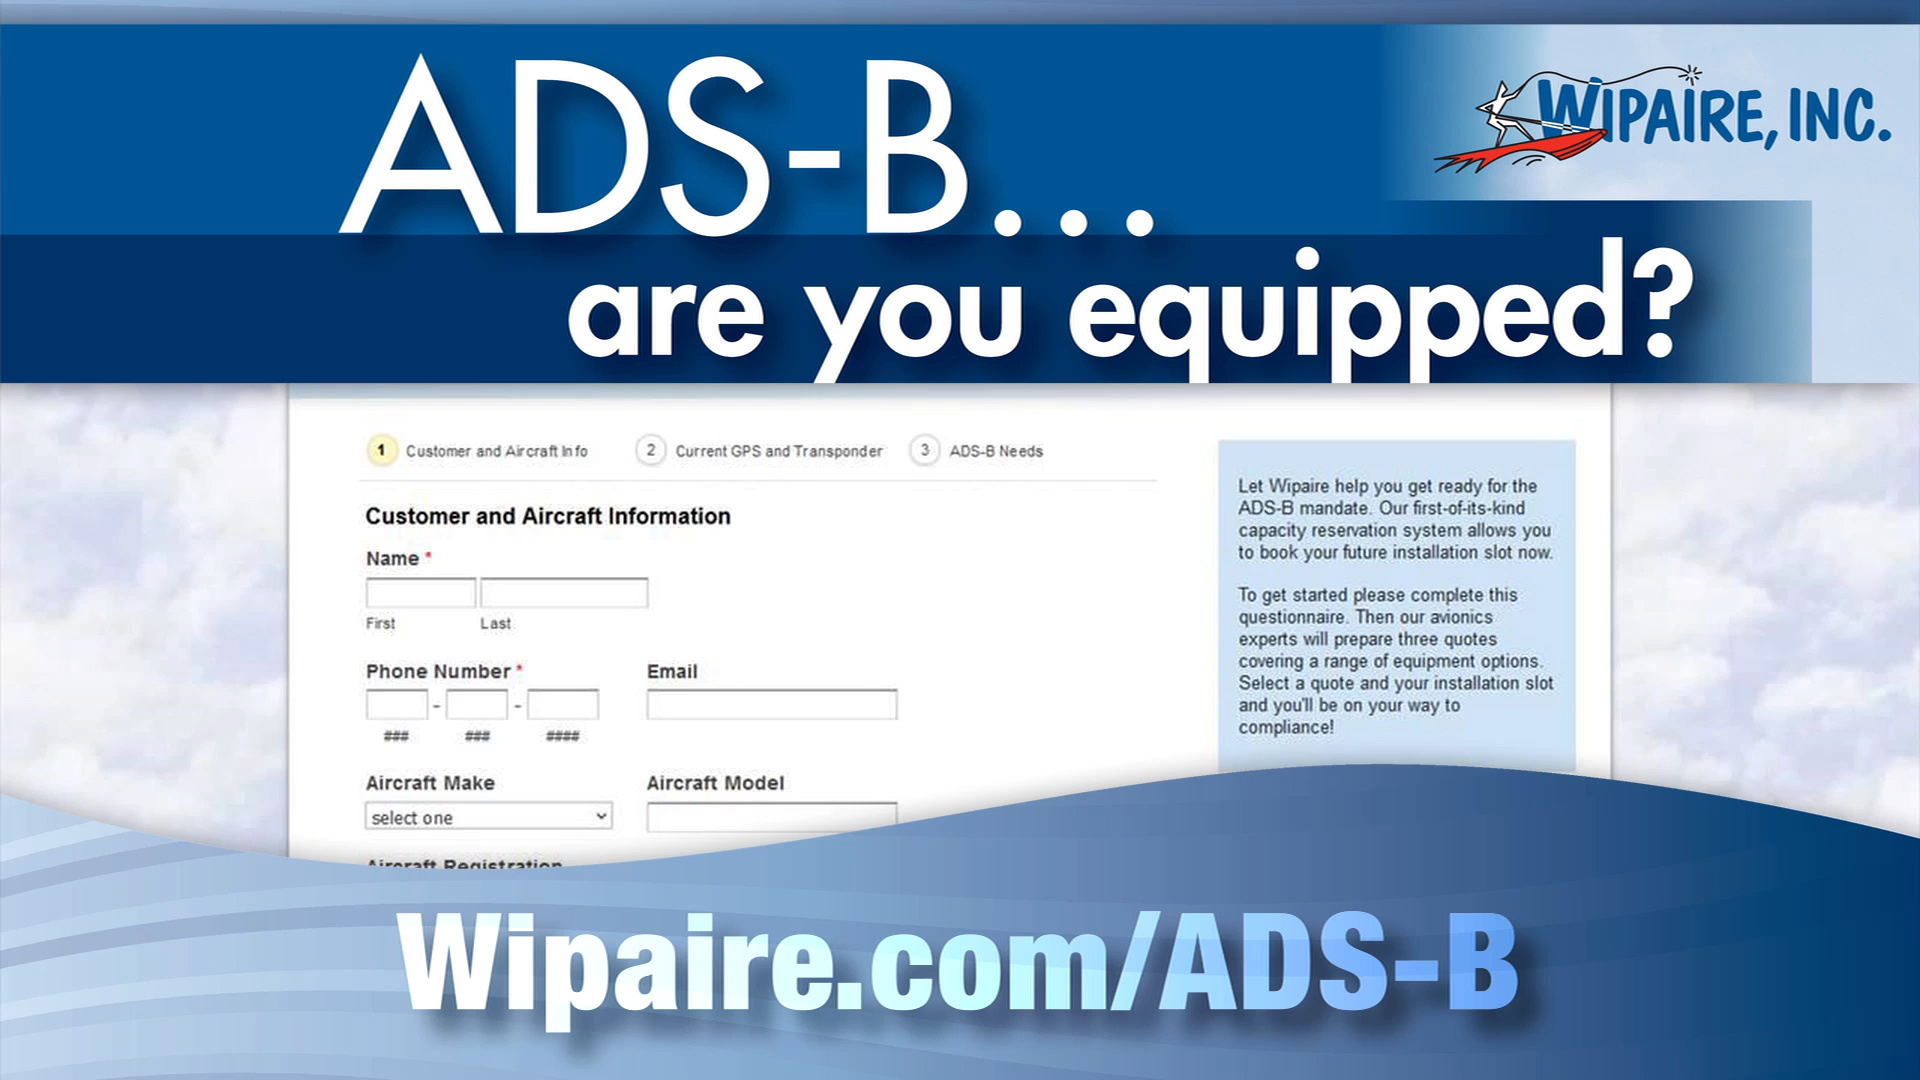 ADS-B...
are you equipped?
WIPAIRE, INC.
1 Customer and Aircraft Info 2 Current GPS and Transponder 3 ADS-B Needs
Customer and Aircraft Information
Name *
First Last
Phone Number * Email
- -
### ### ####
Aircraft Make Aircraft Model
select one
Aircraft Registration
Let Wipaire help you get ready for the
ADS-B mandate. Our first-of-its-kind
capacity reservation system allows you
to book your future installation slot now.
To get started please complete this
questionnaire. Then our avionics
experts will prepare three quotes
covering a range of equipment options.
Select a quote and your installation slot
and you'll be on your way to
compliance!
Wipaire.com/ADS-B